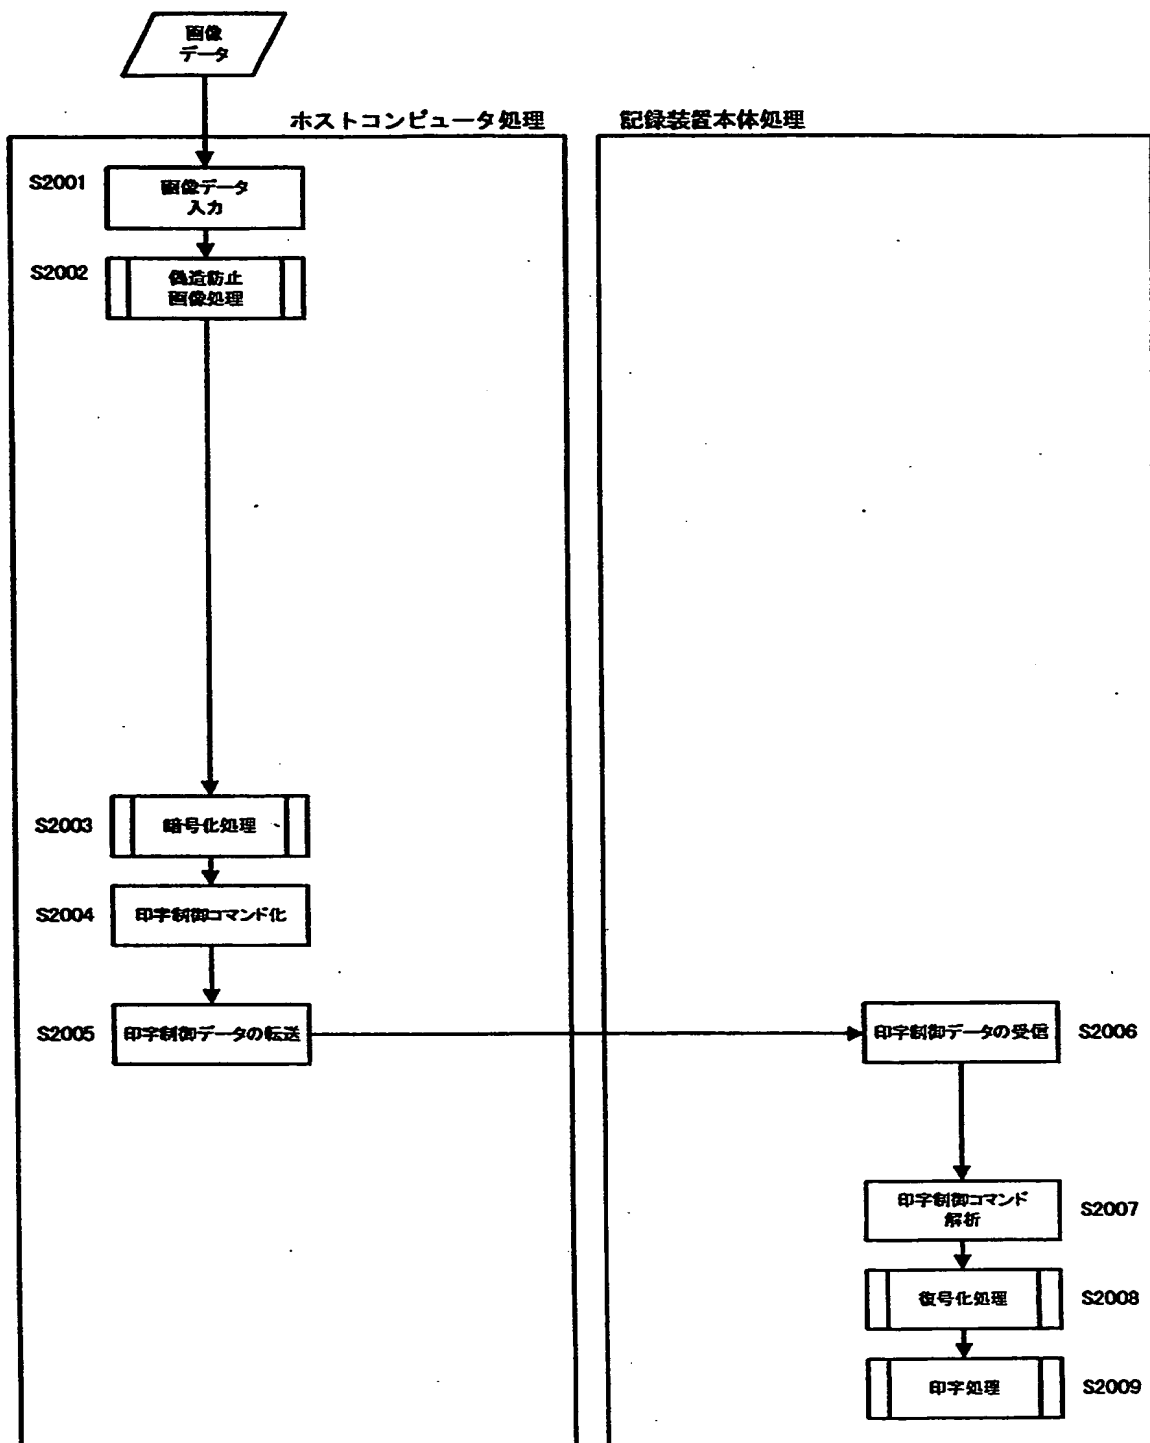 画像
データ
ホストコンピュータ処理
記録装置本体処理
S2001
画像データ
入力
S2002
偽造防止
画像処理
S2003
暗号化処理
S2004
印字制御コマンド化
S2005
印字制御データの転送
印字制御データの受信
S2006
印字制御コマンド
解析
S2007
復号化処理
S2008
印字処理
S2009